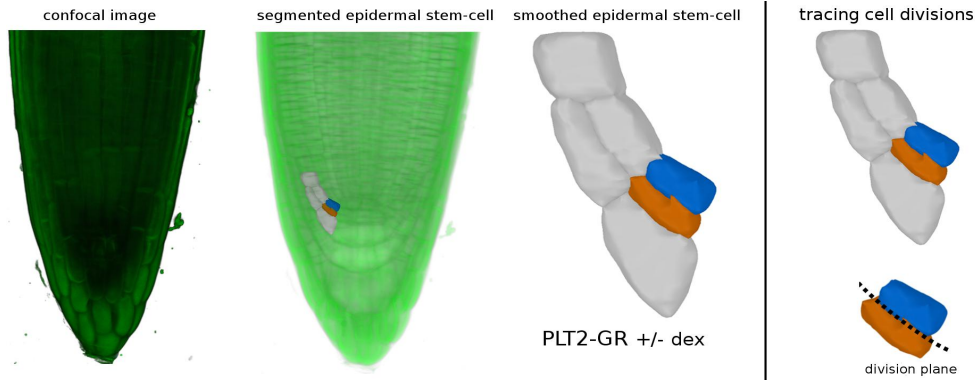 confocal image
segmented epidermal stem-cell
smoothed epidermal stem-cell
tracing cell divisions
PLT2-GR +/- dex
division plane